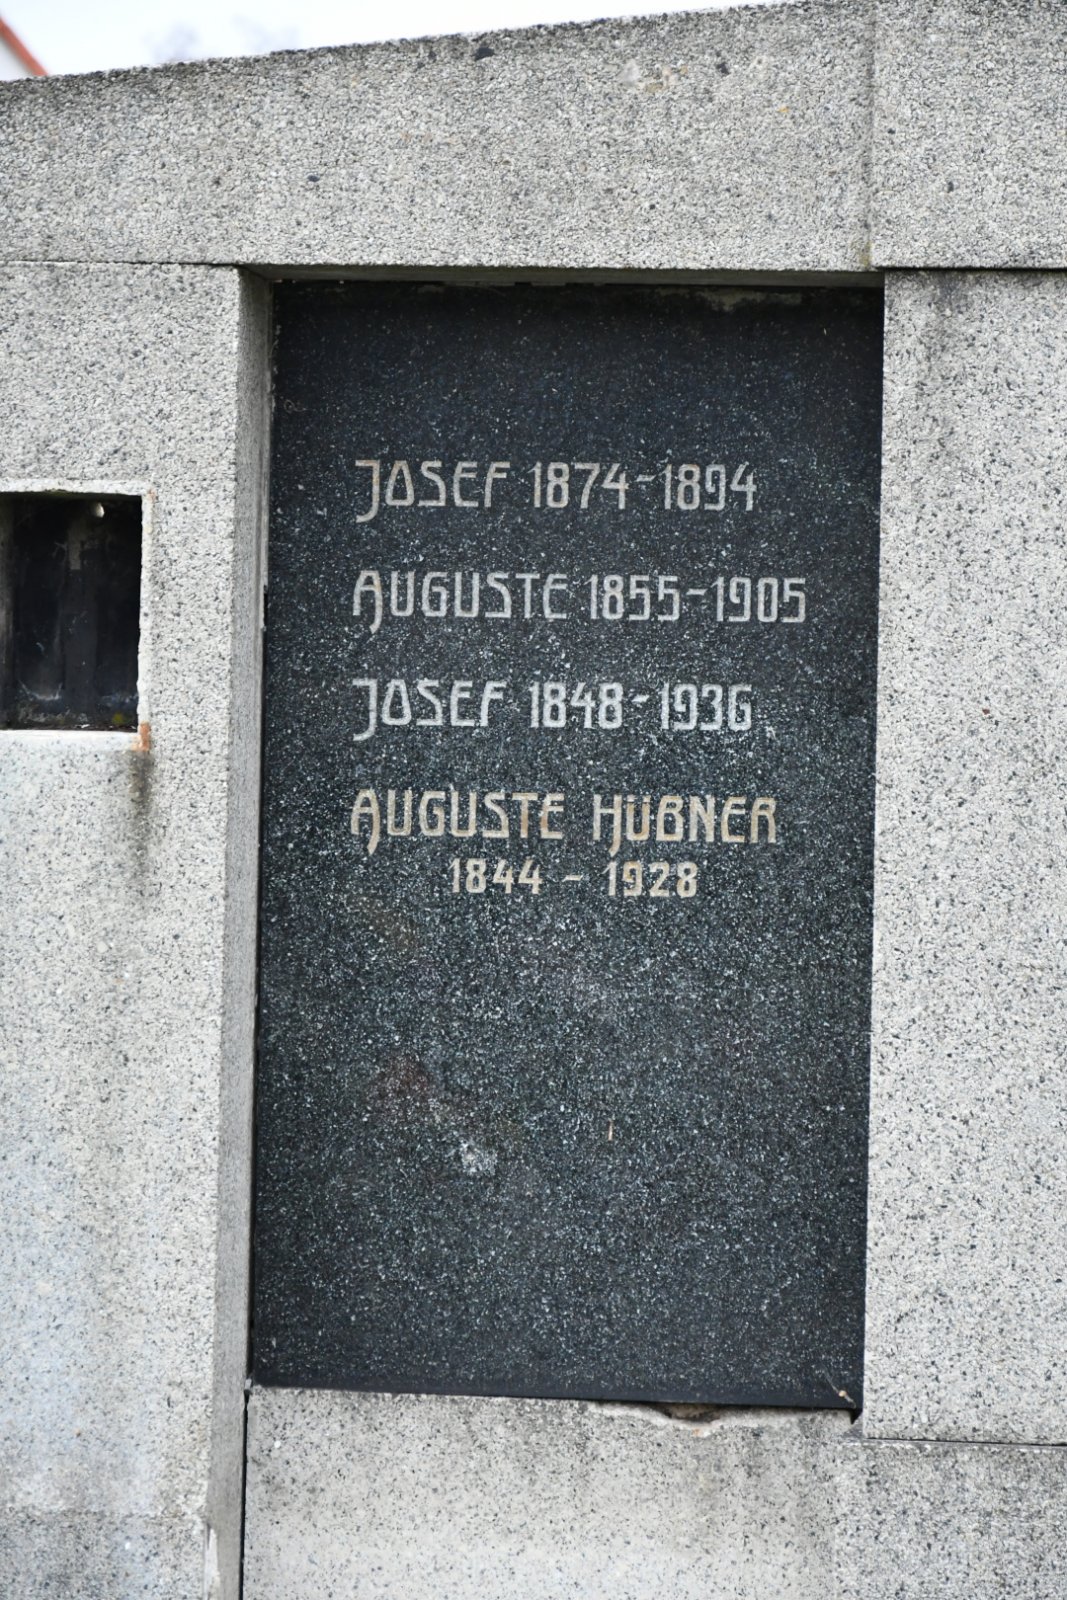 JOSEF 1874-1894
AUGUSTE 1855-1905
JOSEF 1848-1936
AUGUSTE HÜBNER
1844 - 1928